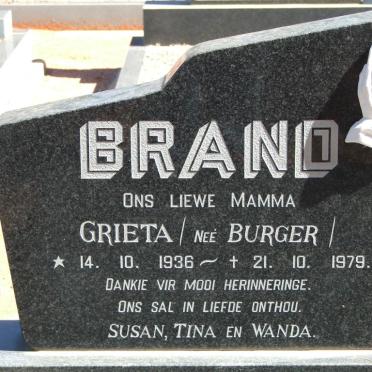 BRAND
ONS LIEWE MAMMA
GRIETA / NEÉ BURGER /
★ 14. 10. 1936 ~ † 21. 10. 1979.
DANKIE VIR MOOI HERINNERINGE.
ONS SAL IN LIEFDE ONTHOU.
SUSAN, TINA EN WANDA.